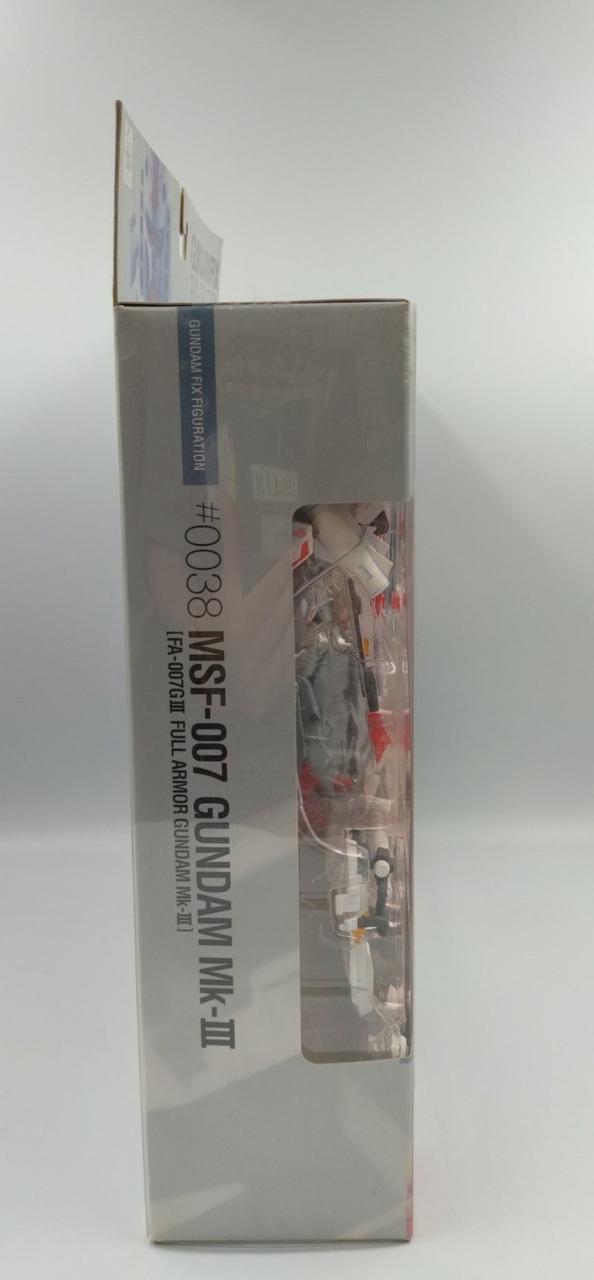 GUNDAM FIX FIGURATION
#0038 MSF-007 GUNDAM Mk-Ⅲ
[FA-007GⅢ FULL ARMOR GUNDAM Mk-Ⅲ]